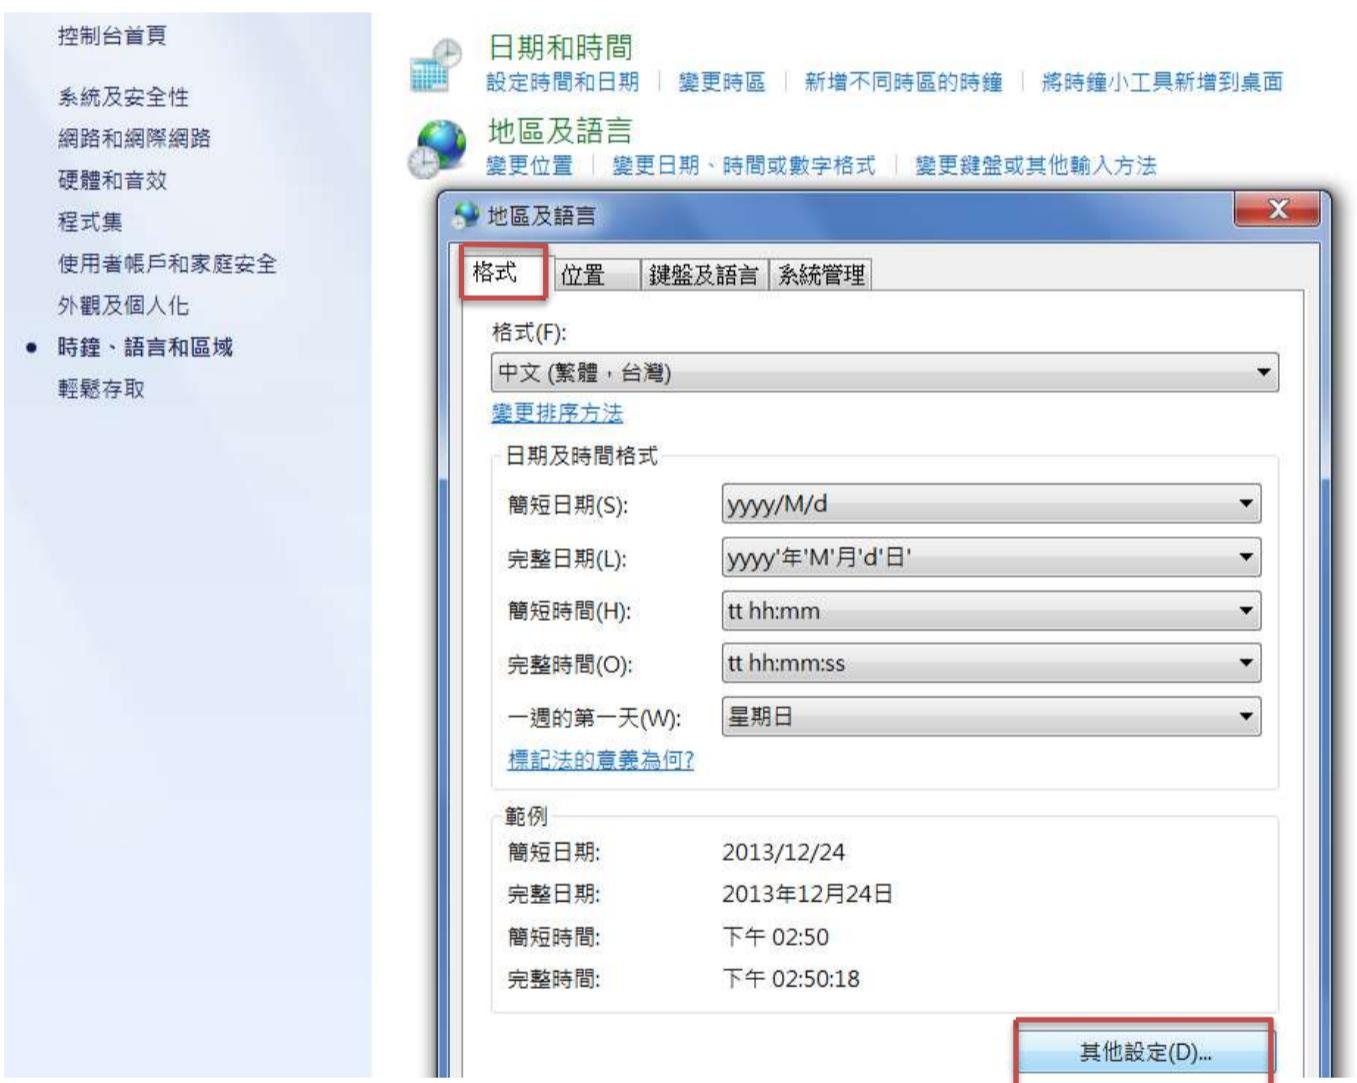 控制台首頁
系統及安全性
網路和網際網路
硬體和音效
程式集
使用者帳戶和家庭安全
外觀及個人化
時鐘、語言和區域
輕鬆存取
日期和時間
設定時間和日期 | 變更時區 | 新增不同時區的時鐘 | 將時鐘小工具新增到桌面
地區及語言
變更位置 | 變更日期、時間或數字格式 | 變更鍵盤或其他輸入方法
地區及語言
格式 位置 鍵盤及語言 系統管理
格式(F):
中文 (繁體，台灣)
變更排序方法
日期及時間格式
簡短日期(S): yyyy/M/d
完整日期(L): yyyy'年'M'月'd'日'
簡短時間(H): tt hh:mm
完整時間(O): tt hh:mm:ss
一週的第一天(W): 星期日
標記法的意義為何?
範例
簡短日期: 2013/12/24
完整日期: 2013年12月24日
簡短時間: 下午 02:50
完整時間: 下午 02:50:18
其他設定(D)...